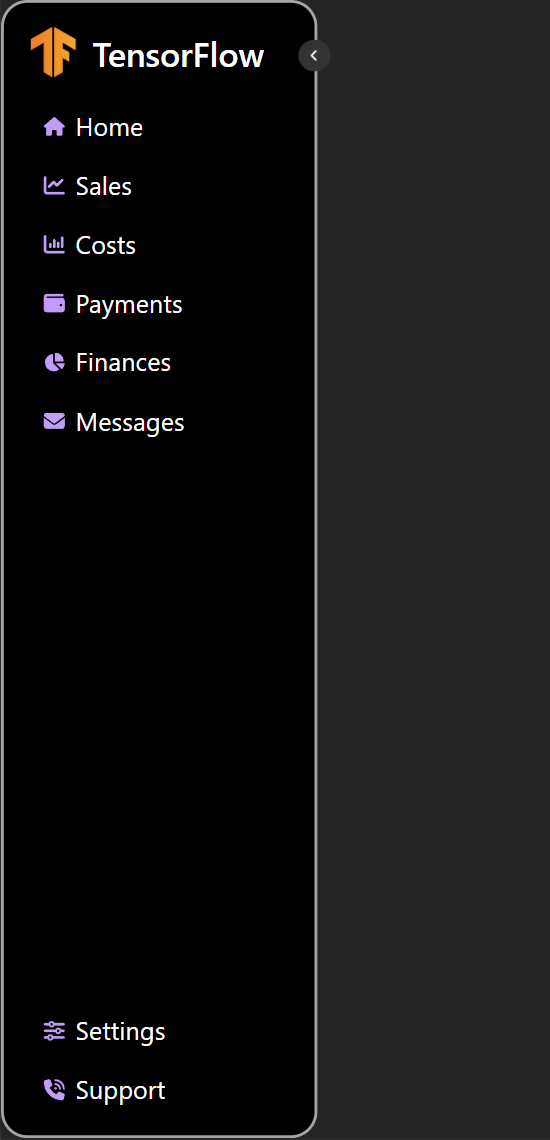 TensorFlow
Home
Sales
Costs
Payments
Finances
Messages
Settings
Support